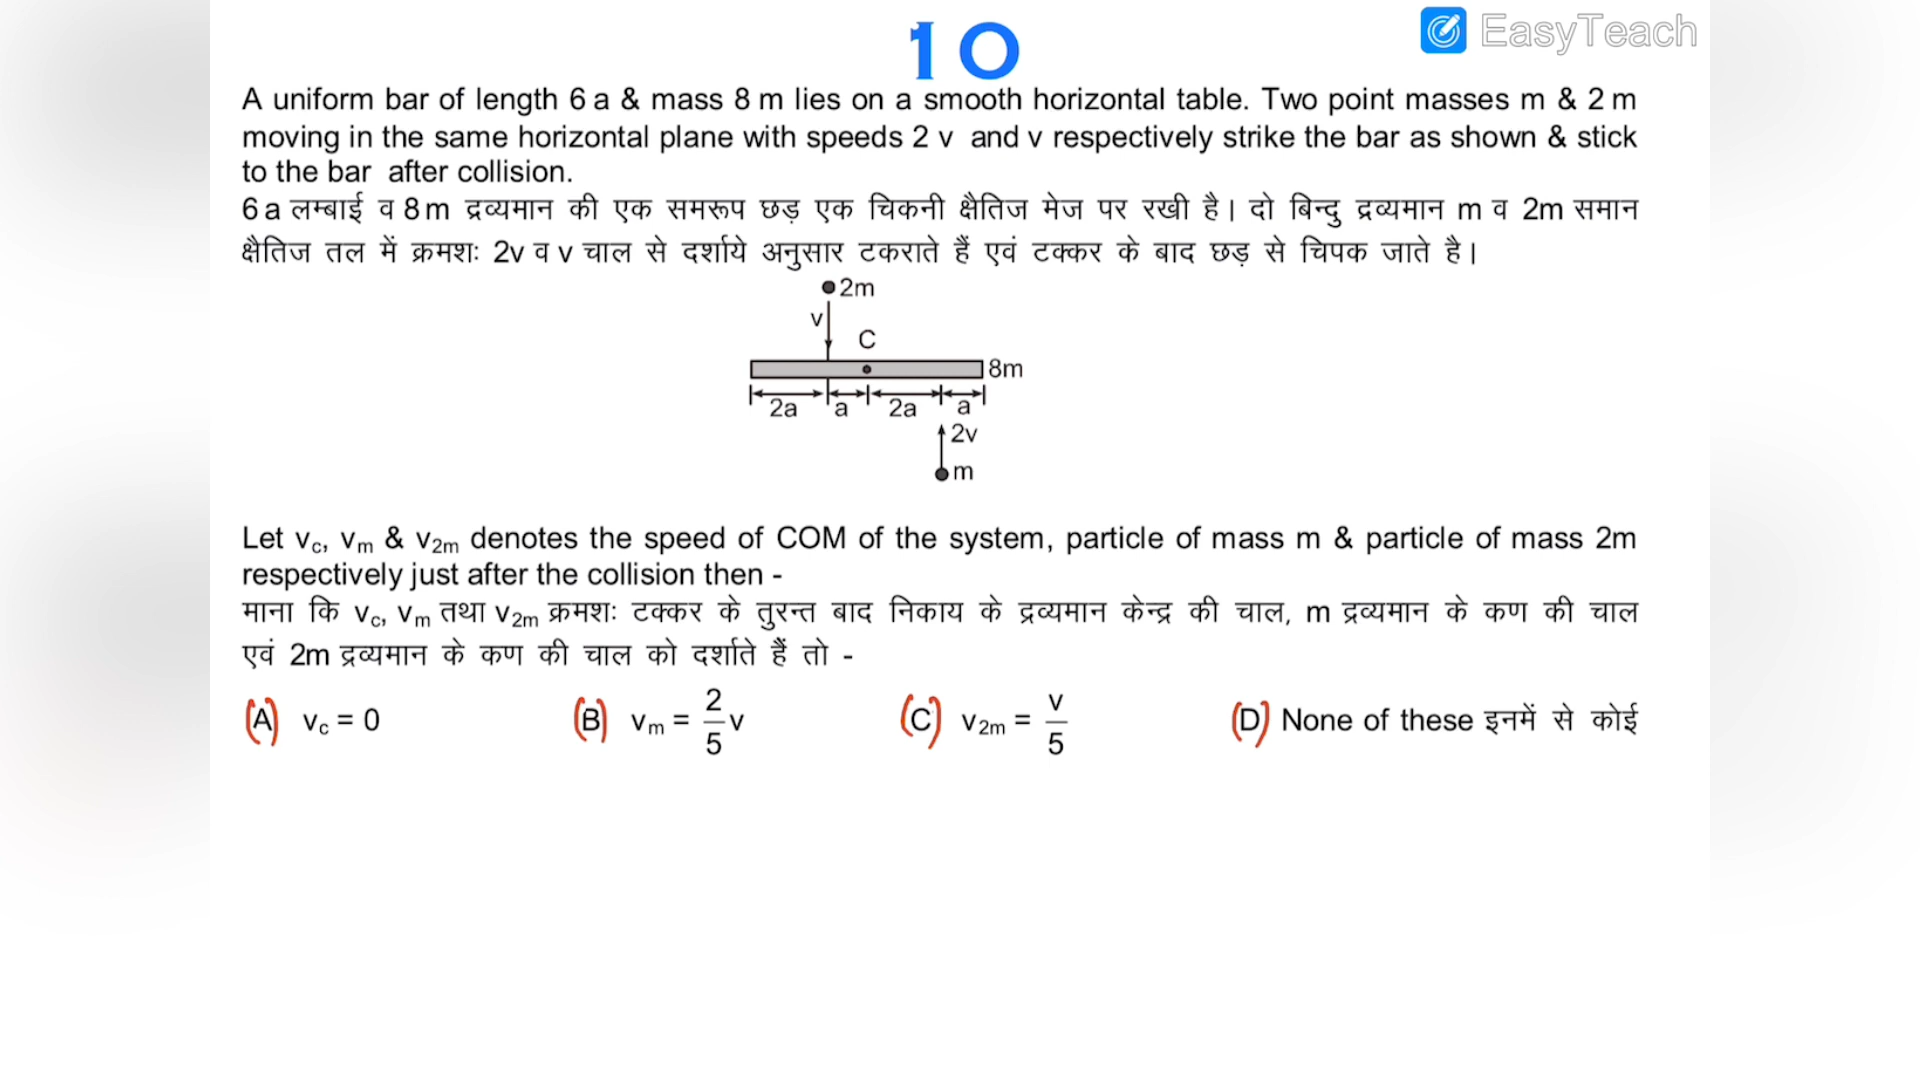 10
EasyTeach
A uniform bar of length 6 a & mass 8 m lies on a smooth horizontal table. Two point masses m & 2 m
moving in the same horizontal plane with speeds 2 v and v respectively strike the bar as shown & stick
to the bar after collision.
6 a लम्बाई व 8 m द्रव्यमान की एक समरूप छड़ एक चिकनी क्षैतिज मेज पर रखी है। दो बिन्दु द्रव्यमान m व 2m समान
क्षैतिज तल में क्रमशः 2v व v चाल से दर्शाये अनुसार टकराते हैं एवं टक्कर के बाद छड़ से चिपक जाते है।
2m
v
C
8m
2a a 2a a
2v
m
Let vc, vm & v2m denotes the speed of COM of the system, particle of mass m & particle of mass 2m
respectively just after the collision then -
माना कि vc, vm तथा v2m क्रमशः टक्कर के तुरन्त बाद निकाय के द्रव्यमान केन्द्र की चाल, m द्रव्यमान के कण की चाल
एवं 2m द्रव्यमान के कण की चाल को दर्शाते हैं तो -
(A) vc = 0 (B) vm = 2/5 v (C) v2m = v/5 (D) None of these इनमें से कोई